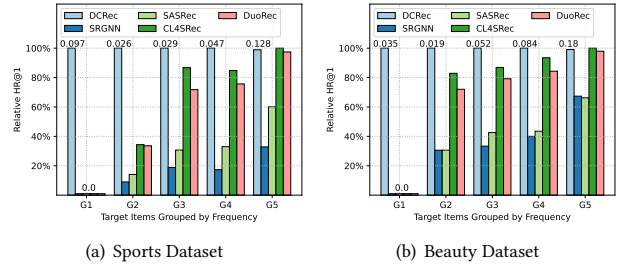 DCRec SASRec DuoRec
SRGNN CL4SRec
0.097 0.026 0.029 0.047 0.128
100%
80%
60%
40%
20%
Relative HR@1
0.0
G1 G2 G3 G4 G5
Target Items Grouped by Frequency
(a) Sports Dataset
DCRec SASRec DuoRec
SRGNN CL4SRec
0.035 0.019 0.052 0.084 0.18
100%
80%
60%
40%
20%
Relative HR@1
0.0
G1 G2 G3 G4 G5
Target Items Grouped by Frequency
(b) Beauty Dataset